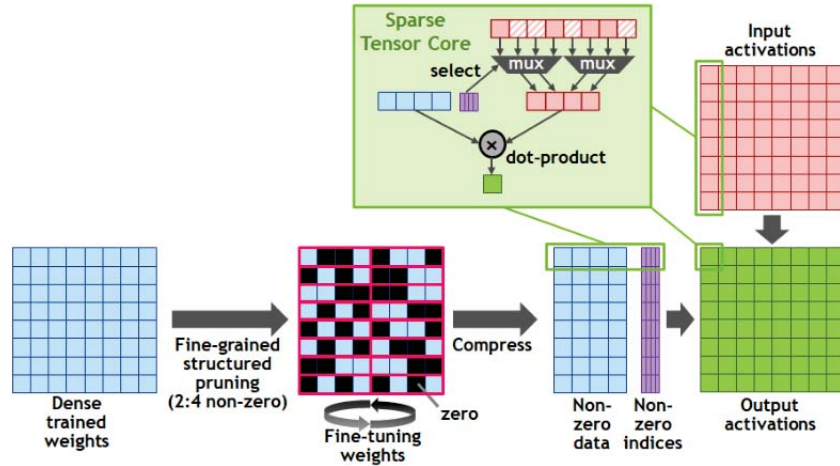 Sparse
Tensor Core
select
mux
mux
×
dot-product
Input
activations
Dense
trained
weights
Fine-grained
structured
pruning
(2:4 non-zero)
zero
Fine-tuning
weights
Compress
Non-
zero
data
Non-
zero
indices
Output
activations